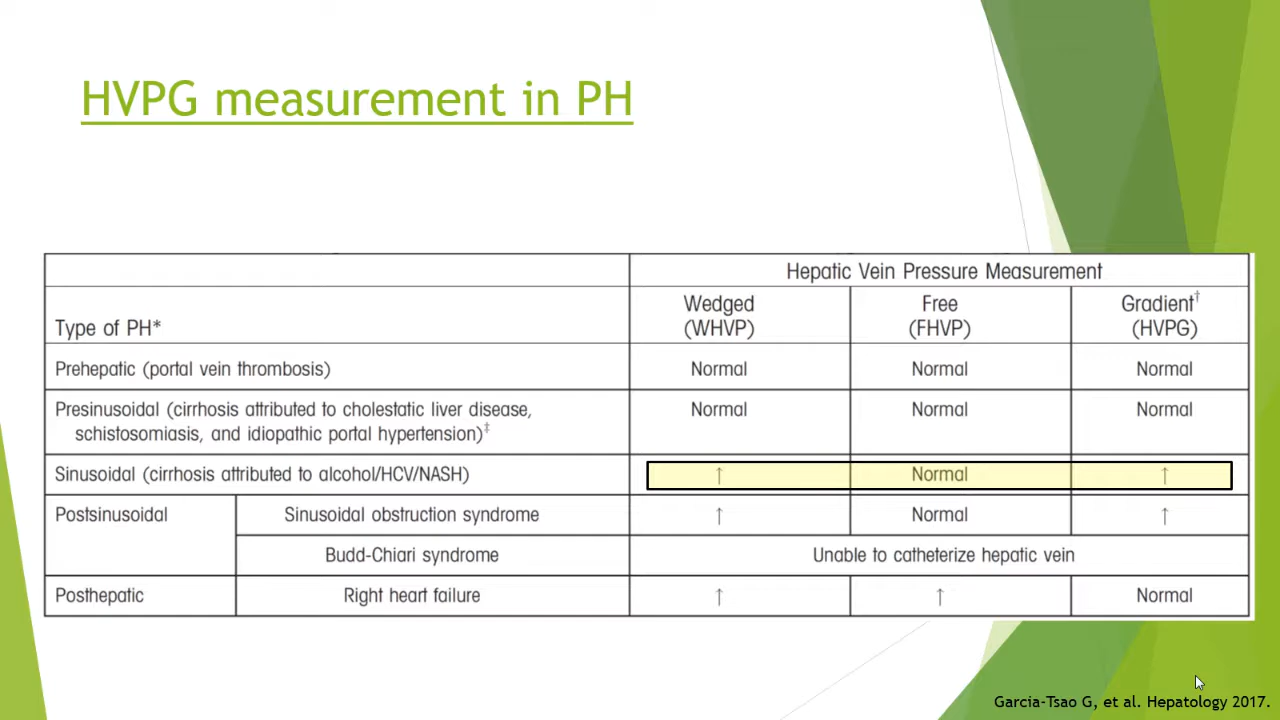 HVPG measurement in PH
Hepatic Vein Pressure Measurement
Type of PH*
Wedged
(WHVP)
Free
(FHVP)
Gradient†
(HVPG)
Prehepatic (portal vein thrombosis)
Normal
Normal
Normal
Presinusoidal (cirrhosis attributed to cholestatic liver disease,
schistosomiasis, and idiopathic portal hypertension)‡
Normal
Normal
Normal
Sinusoidal (cirrhosis attributed to alcohol/HCV/NASH)
↑
Normal
↑
Postsinusoidal
Sinusoidal obstruction syndrome
↑
Normal
↑
Budd-Chiari syndrome
Unable to catheterize hepatic vein
Posthepatic
Right heart failure
↑
↑
Normal
Garcia-Tsao G, et al. Hepatology 2017.